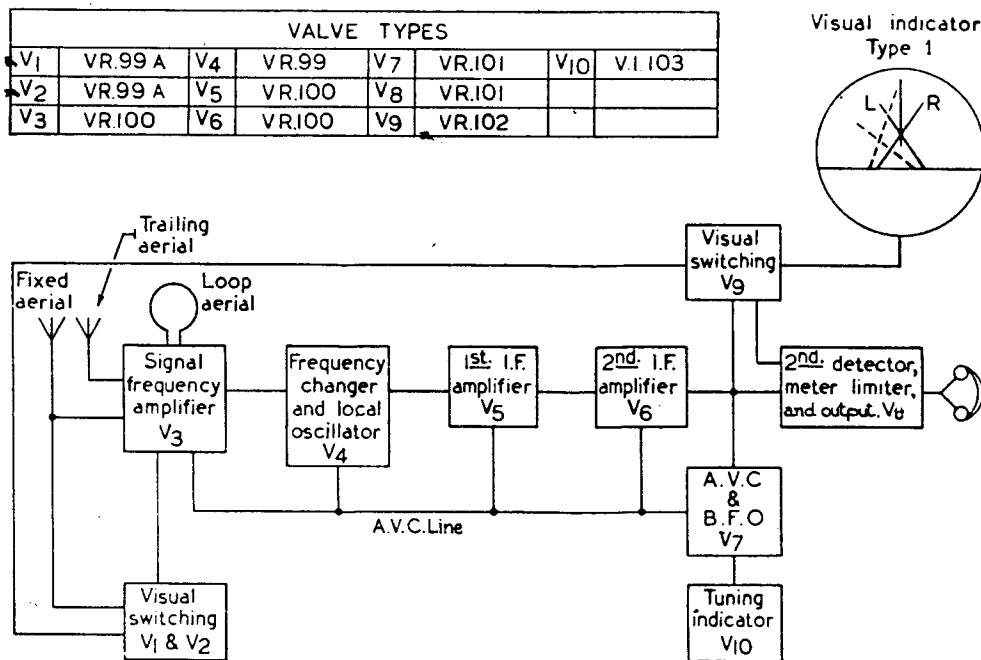 VALVE TYPES
V1 VR.99 A V4 VR.99 V7 VR.101 V10 V.I.103
V2 VR.99 A V5 VR.100 V8 VR.101
V3 VR.100 V6 VR.100 V9 VR.102
Visual indicator
Type 1
L R
Trailing
aerial
Fixed
aerial
Loop
aerial
Visual
switching
V9
Signal
frequency
amplifier
V3
Frequency
changer
and local
oscillator
V4
1st. I.F.
amplifier
V5
2nd. I.F.
amplifier
V6
2nd. detector,
meter limiter,
and output. V8
A.V.C
&
B.F.O
V7
A.V.C. Line
Visual
switching
V1 & V2
Tuning
indicator
V10